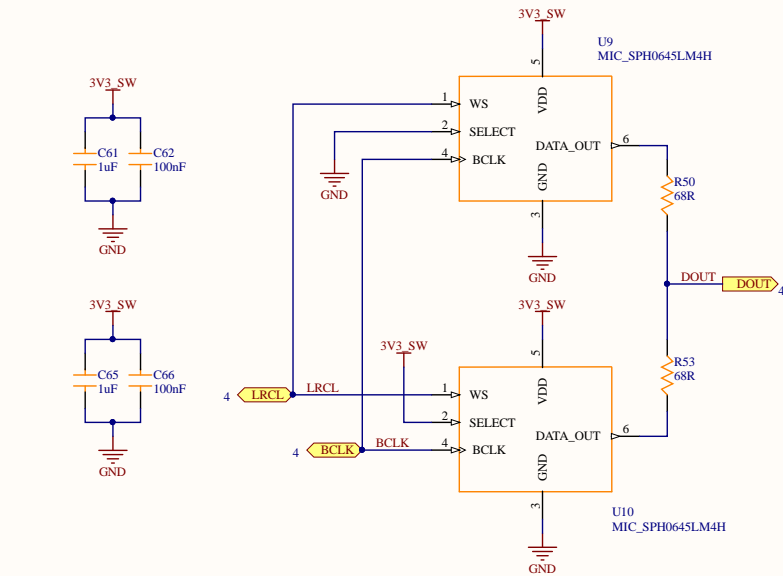 3V3_SW
C61
1uF
C62
100nF
GND
3V3_SW
C65
1uF
C66
100nF
GND
3V3_SW
U9
MIC_SPH0645LM4H
5
VDD
1
WS
2
SELECT
4
BCLK
DATA_OUT
6
GND
3
GND
GND
R50
68R
DOUT
DOUT
4
3V3_SW
3V3_SW
5
VDD
4
LRCL
LRCL
1
WS
2
SELECT
4
BCLK
BCLK
4
BCLK
DATA_OUT
6
GND
3
GND
R53
68R
U10
MIC_SPH0645LM4H